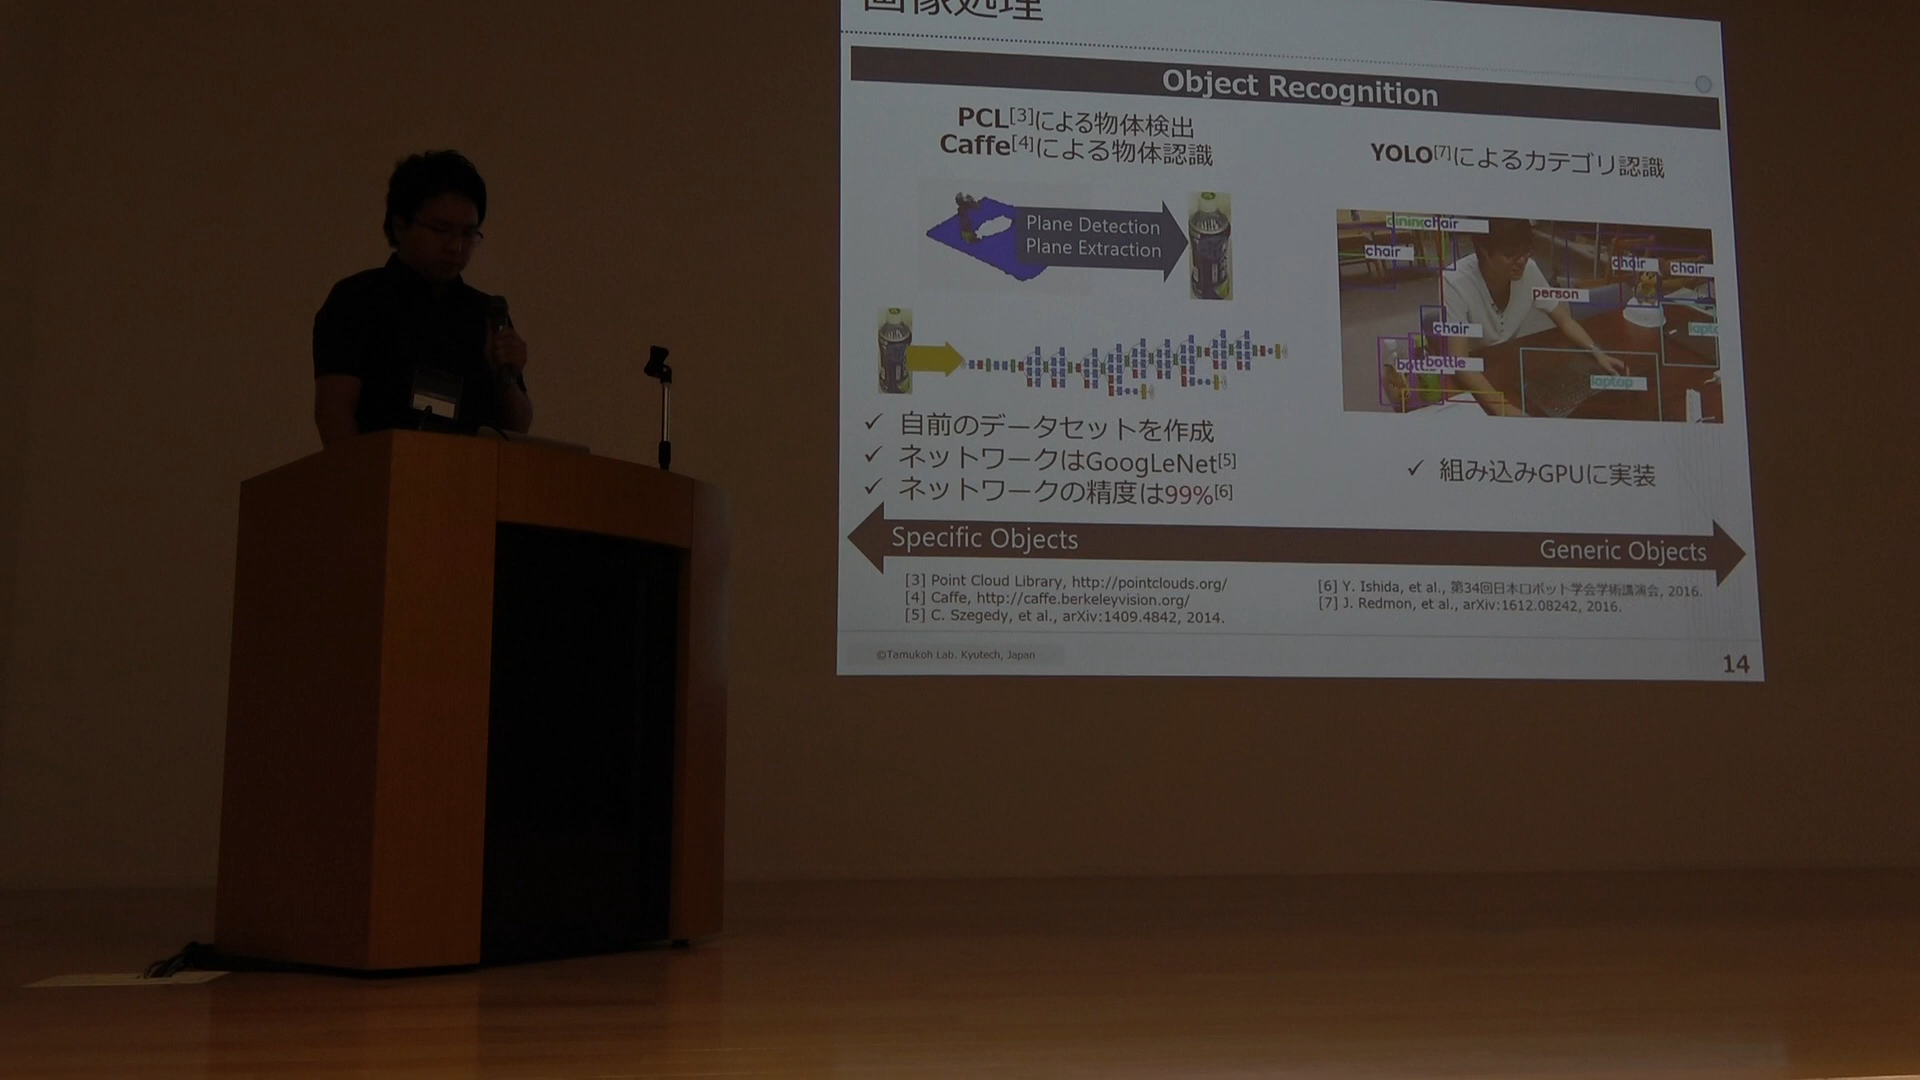 画像処理
Object Recognition
PCL[3]による物体検出
Caffe[4]による物体認識
Plane Detection
Plane Extraction
✓ 自前のデータセットを作成
✓ ネットワークはGoogLeNet[5]
✓ ネットワークの精度は99%[6]
YOLO[7]によるカテゴリ認識
chair
chair
chair
chair
person
chair
bottle
laptop
✓ 組み込みGPUに実装
Specific Objects
Generic Objects
[3] Point Cloud Library, http://pointclouds.org/
[4] Caffe, http://caffe.berkeleyvision.org/
[5] C. Szegedy, et al., arXiv:1409.4842, 2014.
[6] Y. Ishida, et al., 第34回日本ロボット学会学術講演会, 2016.
[7] J. Redmon, et al., arXiv:1612.08242, 2016.
©Tamukoh Lab. Kyutech, Japan
14